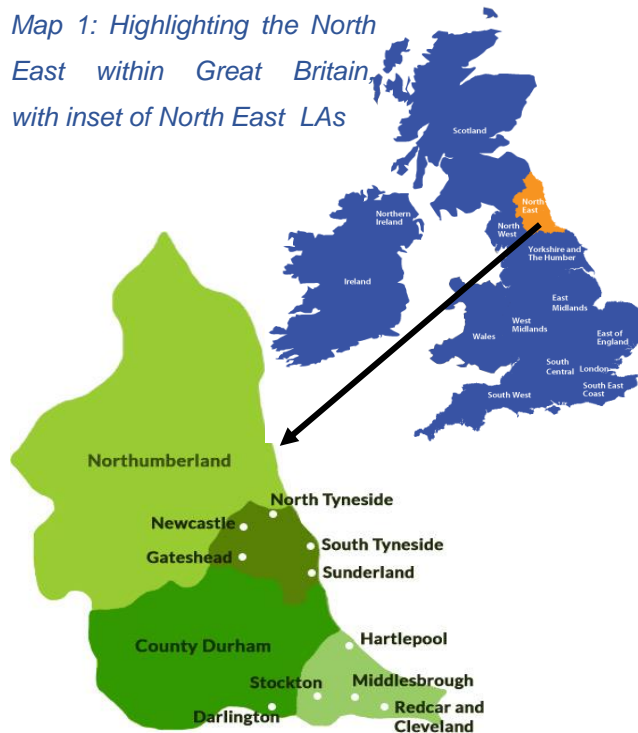 Map 1: Highlighting the North
East within Great Britain,
with inset of North East LAs
Scotland
North
East
Northern
Ireland
North
West
Yorkshire and
The Humber
Ireland
East
Midlands
West
Midlands
Wales
East of
England
South
Central
London
South East
Coast
South West
Northumberland
North Tyneside
Newcastle
South Tyneside
Gateshead
Sunderland
County Durham
Hartlepool
Stockton
Middlesbrough
Darlington
Redcar and
Cleveland